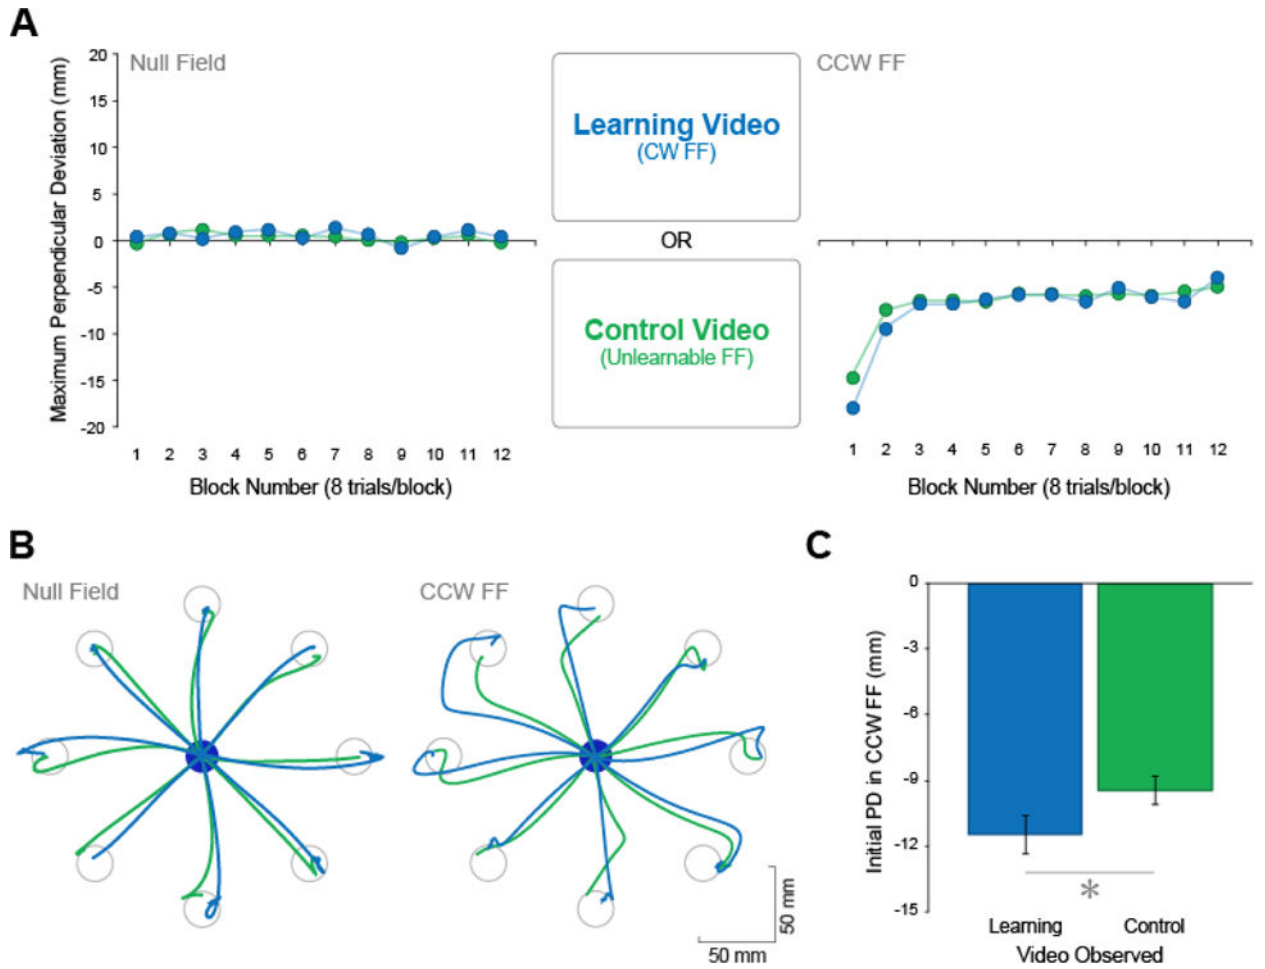 A
Null Field
Maximum Perpendicular Deviation (mm)
20
15
10
5
0
-5
-10
-15
-20
1 2 3 4 5 6 7 8 9 10 11 12
Block Number (8 trials/block)
Learning Video
(CW FF)
OR
Control Video
(Unlearnable FF)
CCW FF
1 2 3 4 5 6 7 8 9 10 11 12
Block Number (8 trials/block)
B
Null Field
CCW FF
50 mm
50 mm
C
Initial PD in CCW FF (mm)
0
-3
-6
-9
-12
-15
*
Learning Control
Video Observed